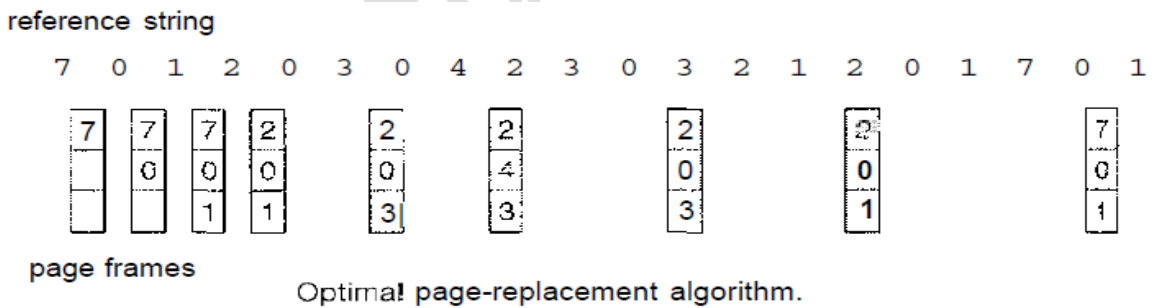 reference string
7 0 1 2 0 3 0 4 2 3 0 3 2 1 2 0 1 7 0 1
7 7 7 2 2 2 2 2 7
0 0 0 0 4 0 0 0
1 1 3 3 3 1 1
page frames
Optimal page-replacement algorithm.